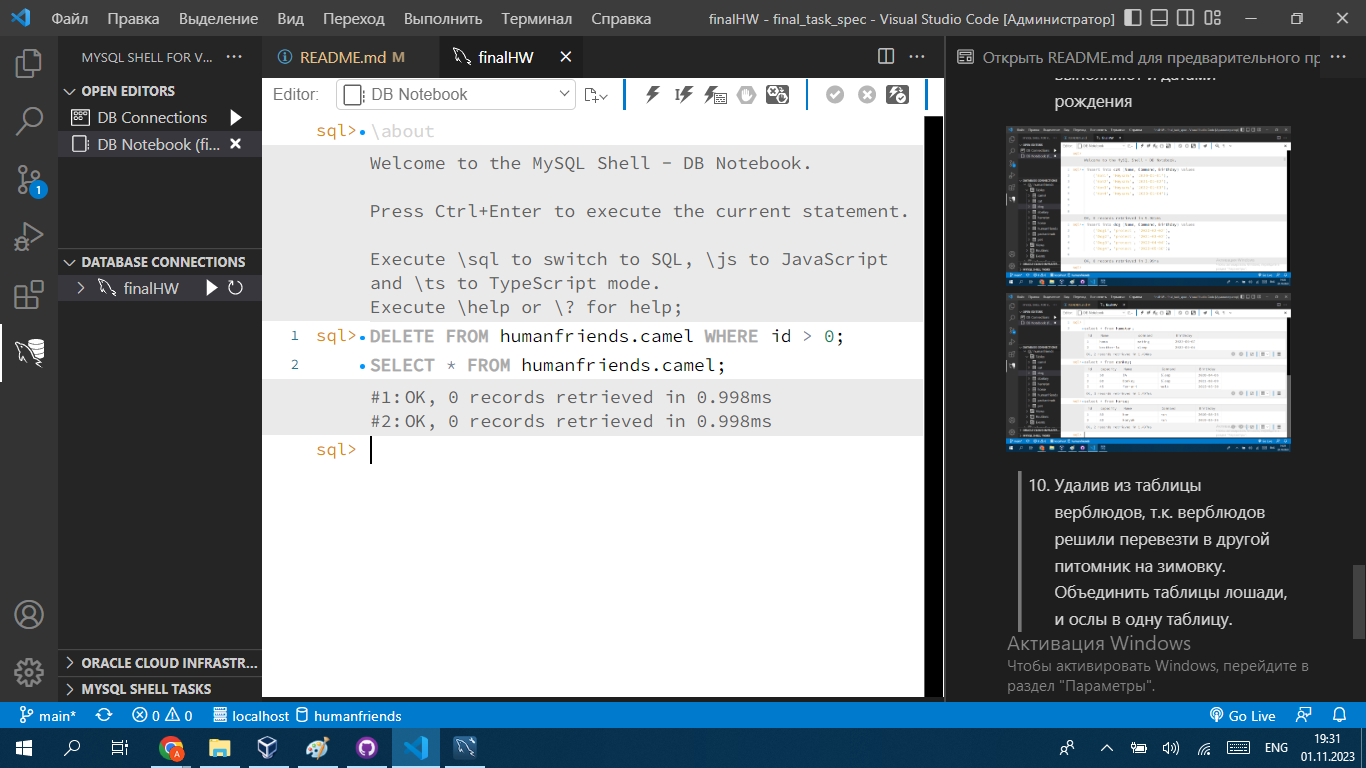 Файл Правка Выделение Вид Переход Выполнить Терминал Справка finalHW - final_task_spec - Visual Studio Code [Администратор]
MYSQL SHELL FOR V... ···
OPEN EDITORS
DB Connections
DB Notebook (fi...
1
DATABASE CONNECTIONS
finalHW
ORACLE CLOUD INFRASTR...
MYSQL SHELL TASKS
README.md M finalHW
Editor: DB Notebook
sql> \about
Welcome to the MySQL Shell - DB Notebook.
Press Ctrl+Enter to execute the current statement.
Execute \sql to switch to SQL, \js to JavaScript
and \ts to TypeScript mode.
Execute \help or \? for help;
1 sql> DELETE FROM humanfriends.camel WHERE id > 0;
2 SELECT * FROM humanfriends.camel;
#1: OK, 0 records retrieved in 0.998ms
#2: OK, 0 records retrieved in 0.998ms
sql>
Открыть README.md для предварительного пр ···
выполняют и датами
рождения
10. Удалив из таблицы
верблюдов, т.к. верблюдов
решили перевезти в другой
питомник на зимовку.
Объединить таблицы лошади,
и ослы в одну таблицу.
Активация Windows
Чтобы активировать Windows, перейдите в
раздел "Параметры".
main* 0 0 localhost humanfriends Go Live
A ENG 19:31
01.11.2023